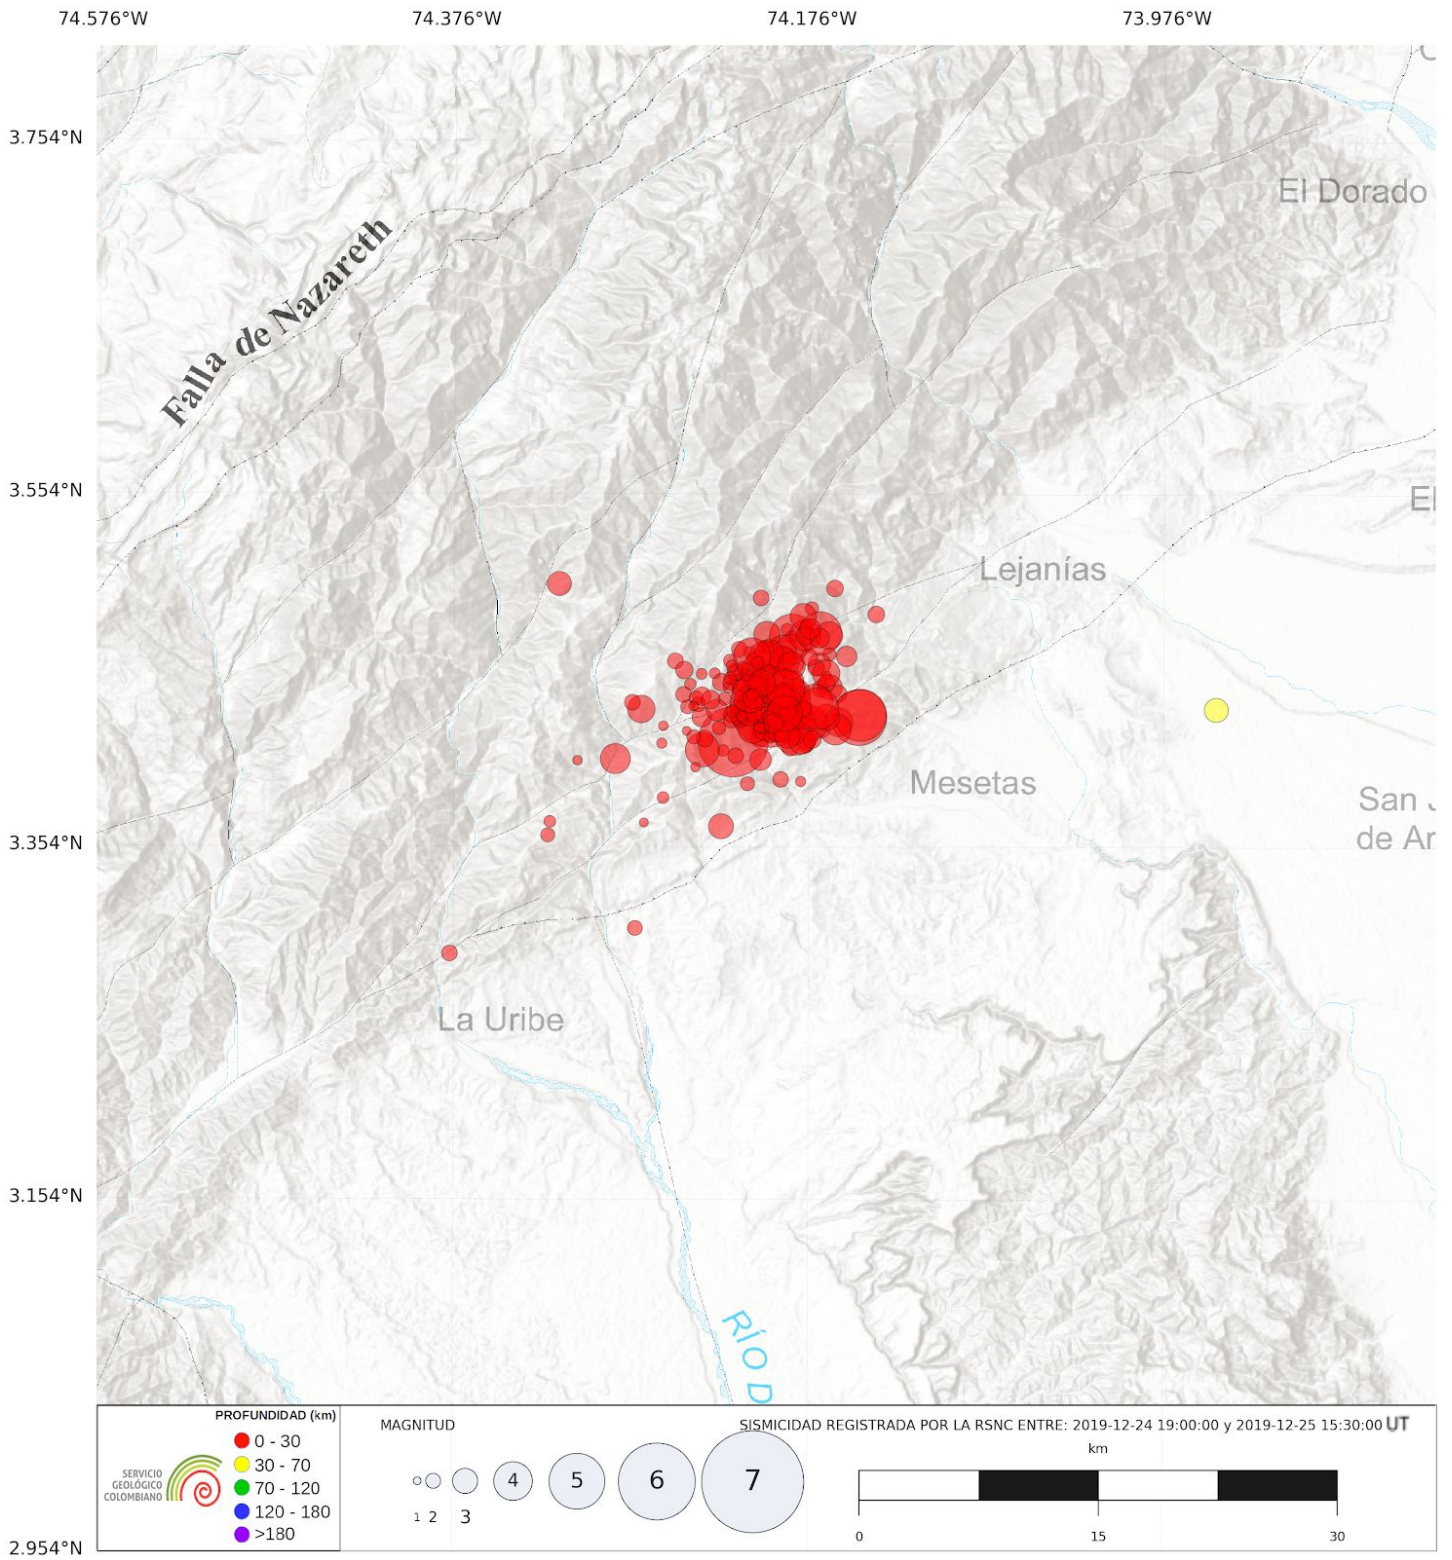 74.576°W 74.376°W 74.176°W 73.976°W
3.754°N
El Dorado
Falla de Nazareth
3.554°N
El
Lejanías
Mesetas
San J
de Ar
3.354°N
La Uribe
3.154°N
RÍO D
PROFUNDIDAD (km)
0 - 30
30 - 70
70 - 120
120 - 180
>180
SERVICIO
GEOLÓGICO
COLOMBIANO
MAGNITUD
1 2 3 4 5 6 7
SISMICIDAD REGISTRADA POR LA RSNC ENTRE: 2019-12-24 19:00:00 y 2019-12-25 15:30:00 UT
km
0 15 30
2.954°N